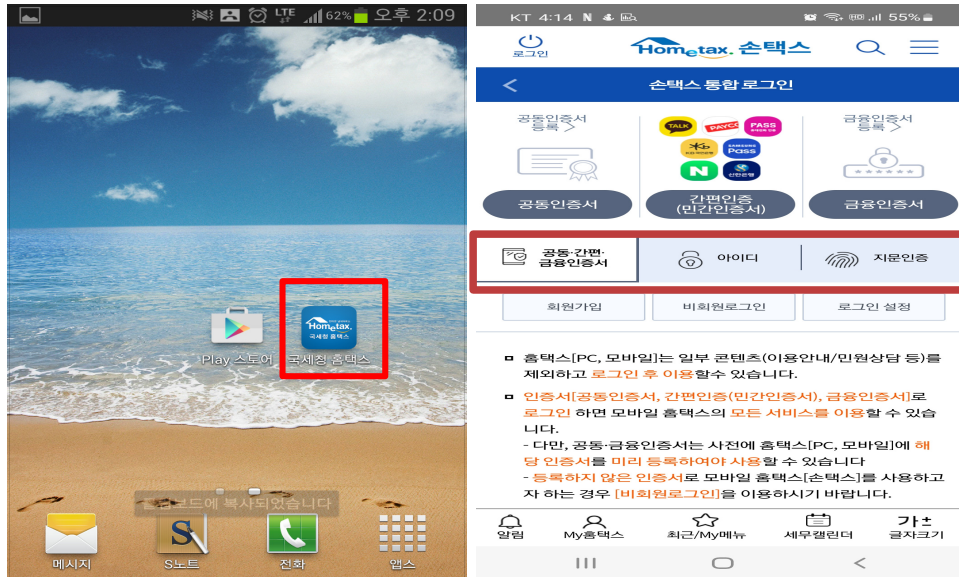 LTE 62% 오후 2:09
Hometax.
국세청 홈택스
Play 스토어
국세청 홈택스
클립보드에 복사되었습니다
메시지
S노트
전화
앱스
KT 4:14 N 55%
로그인
Hometax. 손택스
손택스 통합 로그인
공동인증서
등록 >
TALK PAYCO PASS
KB국민은행 SAMSUNG Pass
N 신한은행
금융인증서
등록 >
공동인증서
간편인증
(민간인증서)
금융인증서
공동·간편·
금융인증서
아이디
지문인증
회원가입
비회원로그인
로그인 설정
홈택스[PC, 모바일]는 일부 콘텐츠(이용안내/민원상담 등)를
제외하고 로그인 후 이용할수 있습니다.
인증서[공동인증서, 간편인증(민간인증서), 금융인증서]로
로그인 하면 모바일 홈택스의 모든 서비스를 이용할 수 있습
니다.
- 다만, 공동·금융인증서는 사전에 홈택스[PC, 모바일]에 해
당 인증서를 미리 등록하여야 사용할 수 있습니다
- 등록하지 않은 인증서로 모바일 홈택스[손택스]를 사용하고
자 하는 경우 [비회원로그인]을 이용하시기 바랍니다.
알림
My홈택스
최근/My메뉴
세무캘린더
가±
글자크기